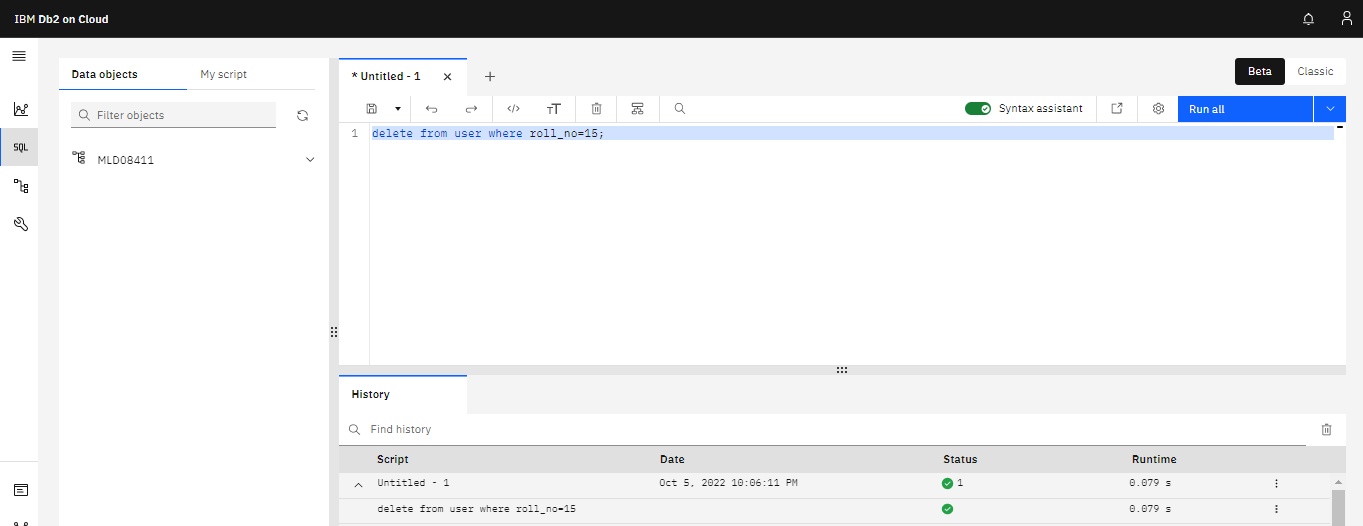 IBM Db2 on Cloud
Data objects
My script
Filter objects
MLD08411
* Untitled - 1
Beta
Classic
SQL
TT
Syntax assistant
Run all
1 delete from user where roll_no=15;
History
Find history
Script Date Status Runtime
Untitled - 1 Oct 5, 2022 10:06:11 PM 1 0.079 s
delete from user where roll_no=15 0.079 s